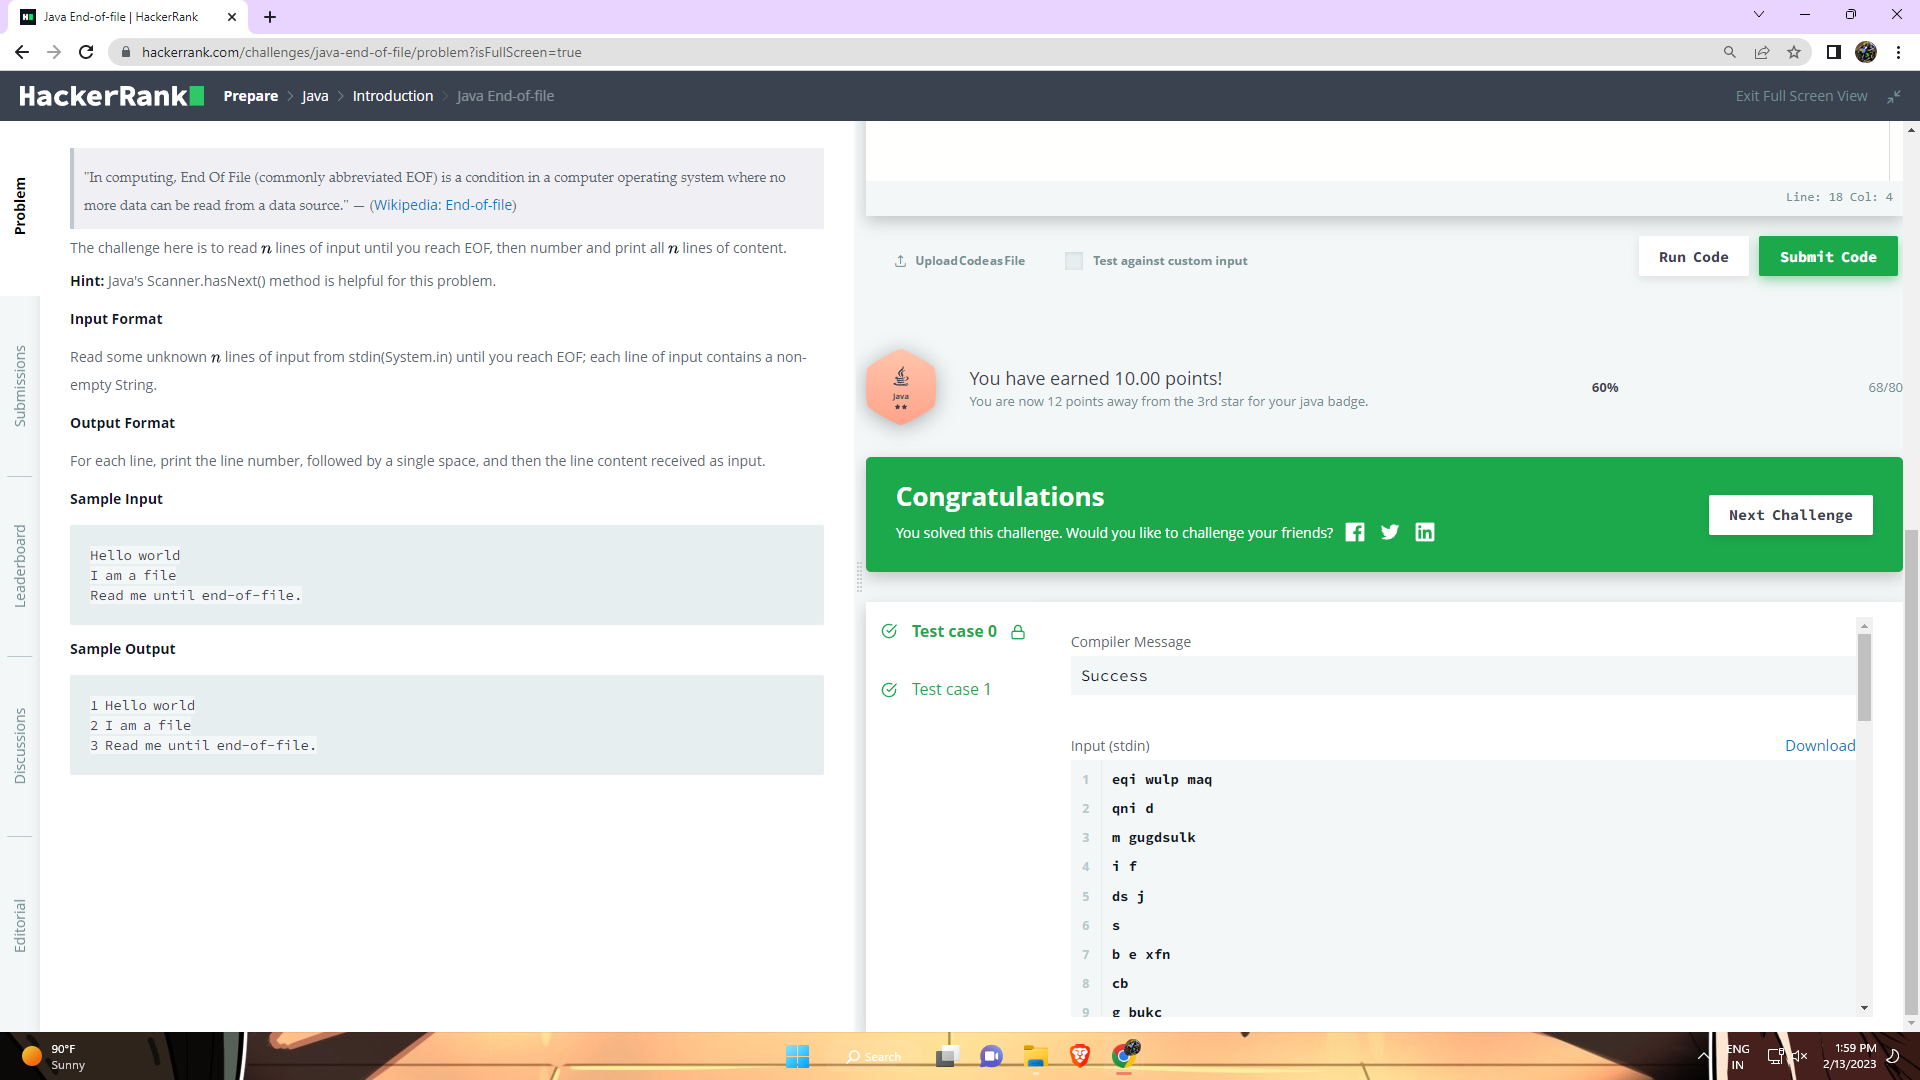 Java End-of-file | HackerRank
hackerrank.com/challenges/java-end-of-file/problem?isFullScreen=true
HackerRank
Prepare > Java > Introduction > Java End-of-file
Exit Full Screen View
Problem
Submissions
Leaderboard
Discussions
Editorial
"In computing, End Of File (commonly abbreviated EOF) is a condition in a computer operating system where no
more data can be read from a data source." — (Wikipedia: End-of-file)
The challenge here is to read n lines of input until you reach EOF, then number and print all n lines of content.
Hint: Java's Scanner.hasNext() method is helpful for this problem.
Input Format
Read some unknown n lines of input from stdin(System.in) until you reach EOF; each line of input contains a non-
empty String.
Output Format
For each line, print the line number, followed by a single space, and then the line content received as input.
Sample Input
Hello world
I am a file
Read me until end-of-file.
Sample Output
1 Hello world
2 I am a file
3 Read me until end-of-file.
Line: 18 Col: 4
Upload Code as File
Test against custom input
Run Code
Submit Code
Java
You have earned 10.00 points!
You are now 12 points away from the 3rd star for your java badge.
60%
68/80
Congratulations
You solved this challenge. Would you like to challenge your friends?
Next Challenge
Test case 0
Test case 1
Compiler Message
Success
Input (stdin)
Download
1 eqi wulp maq
2 qni d
3 m gugdsulk
4 i f
5 ds j
6 s
7 b e xfn
8 cb
9 g bukc
90°F
Sunny
Search
ENG
IN
1:59 PM
2/13/2023